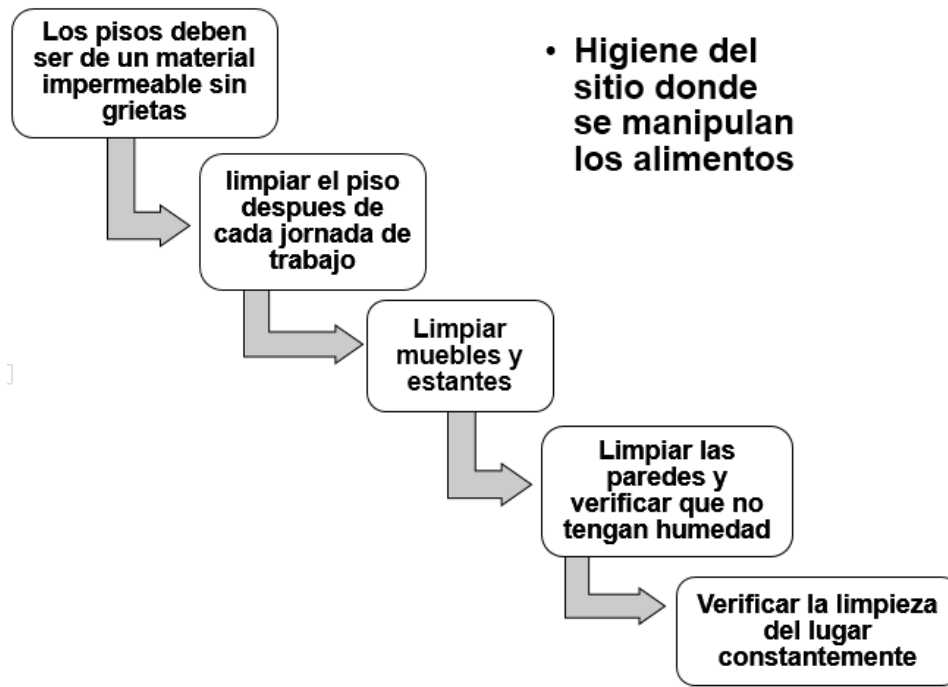 Los pisos deben
ser de un material
impermeable sin
grietas
• Higiene del
sitio donde
se manipulan
los alimentos
limpiar el piso
despues de
cada jornada de
trabajo
Limpiar
muebles y
estantes
Limpiar las
paredes y
verificar que no
tengan humedad
Verificar la limpieza
del lugar
constantemente